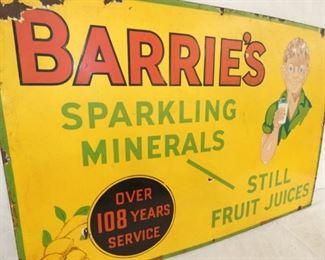 BARRIE'S
SPARKLING
MINERALS
STILL
FRUIT JUICES
OVER
108 YEARS
SERVICE